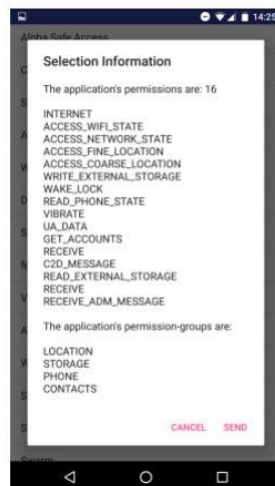 14:25
Alpha Safe Access
Selection Information
The application's permissions are: 16
INTERNET
ACCESS_WIFI_STATE
ACCESS_NETWORK_STATE
ACCESS_FINE_LOCATION
ACCESS_COARSE_LOCATION
WRITE_EXTERNAL_STORAGE
WAKE_LOCK
READ_PHONE_STATE
VIBRATE
UA_DATA
GET_ACCOUNTS
RECEIVE
C2D_MESSAGE
READ_EXTERNAL_STORAGE
RECEIVE
RECEIVE_ADM_MESSAGE
The application's permission-groups are:
LOCATION
STORAGE
PHONE
CONTACTS
CANCEL SEND
Swarm